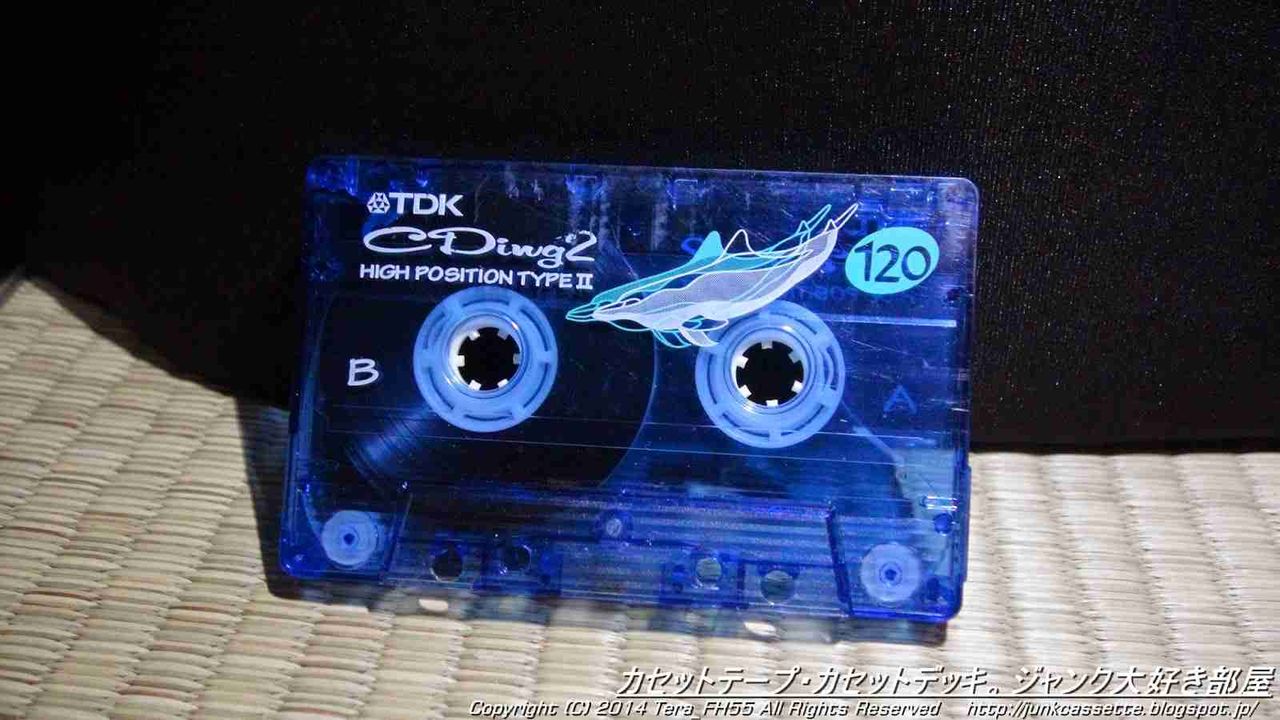 TDK
CDing2
HIGH POSITION TYPE II
120
B
A
カセットテープ・カセットデッキ。ジャンク大好き部屋
Copyright (C) 2014 Tera_FH55 All Rights Reserved http://junkcassette.blogspot.jp/